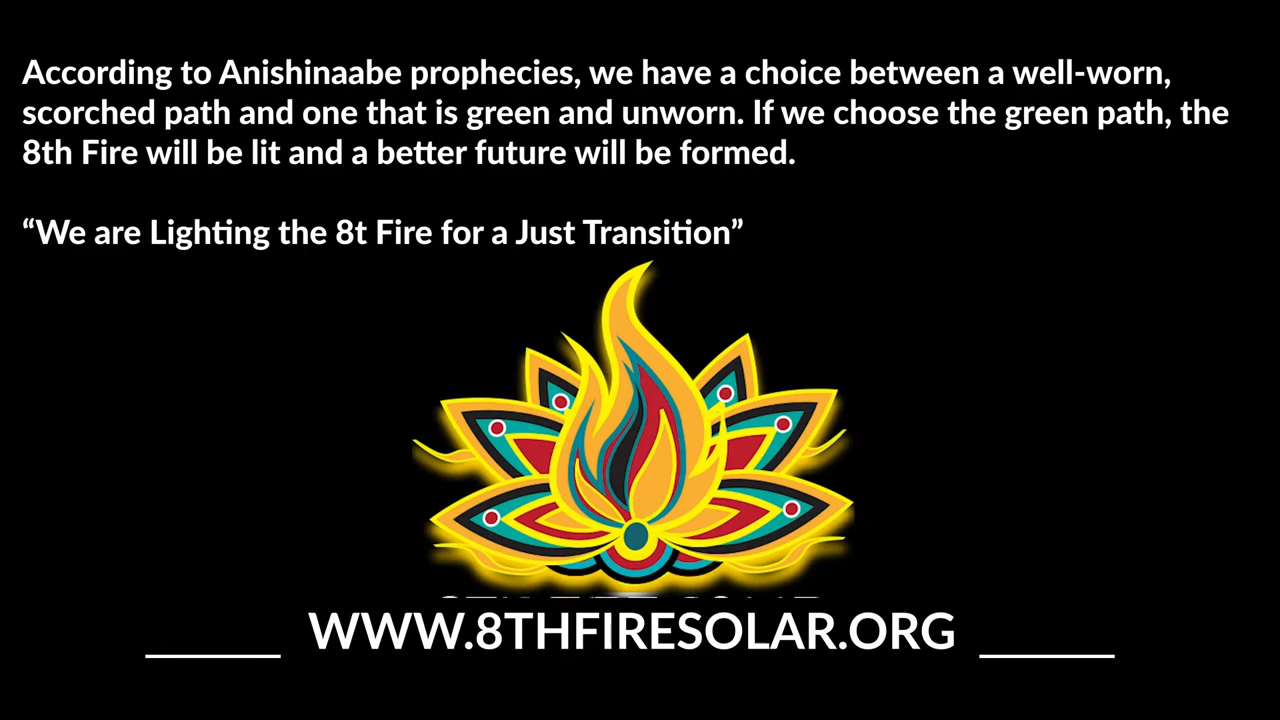 According to Anishinaabe prophecies, we have a choice between a well-worn,
scorched path and one that is green and unworn. If we choose the green path, the
8th Fire will be lit and a better future will be formed.
“We are Lighting the 8t Fire for a Just Transition”
WWW.8THFIRESOLAR.ORG